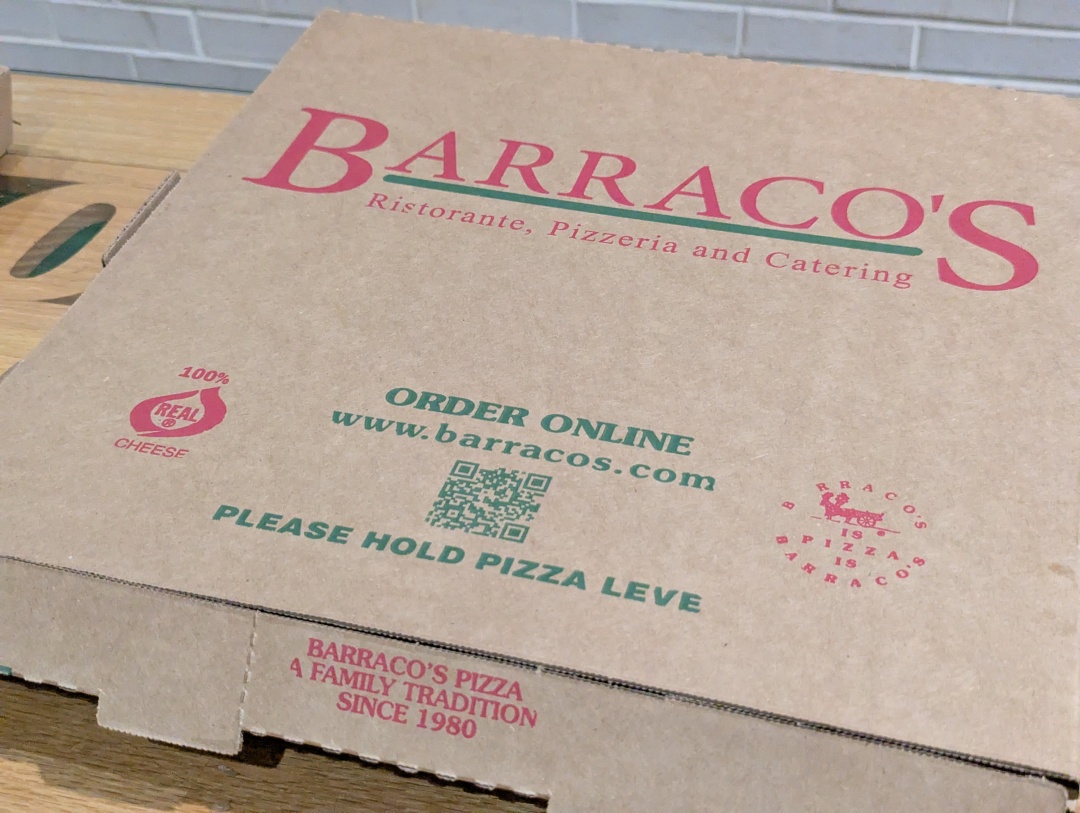 BARRACO'S
Ristorante, Pizzeria and Catering
100%
REAL
®
CHEESE
ORDER ONLINE
www.barracos.com
PLEASE HOLD PIZZA LEVE
B RRACO'S
IS
PIZZA
IS
BARRACO'S
BARRACO'S PIZZA
A FAMILY TRADITION
SINCE 1980